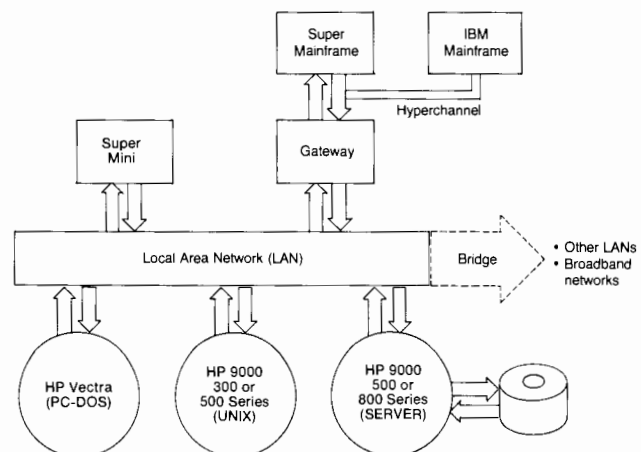 Super
Mainframe
IBM
Mainframe
Hyperchannel
Super
Mini
Gateway
Local Area Network (LAN)
Bridge
• Other LANs
• Broadband
networks
HP Vectra
(PC-DOS)
HP 9000
300 or
500 Series
(UNIX)
HP 9000
500 or
800 Series
(SERVER)